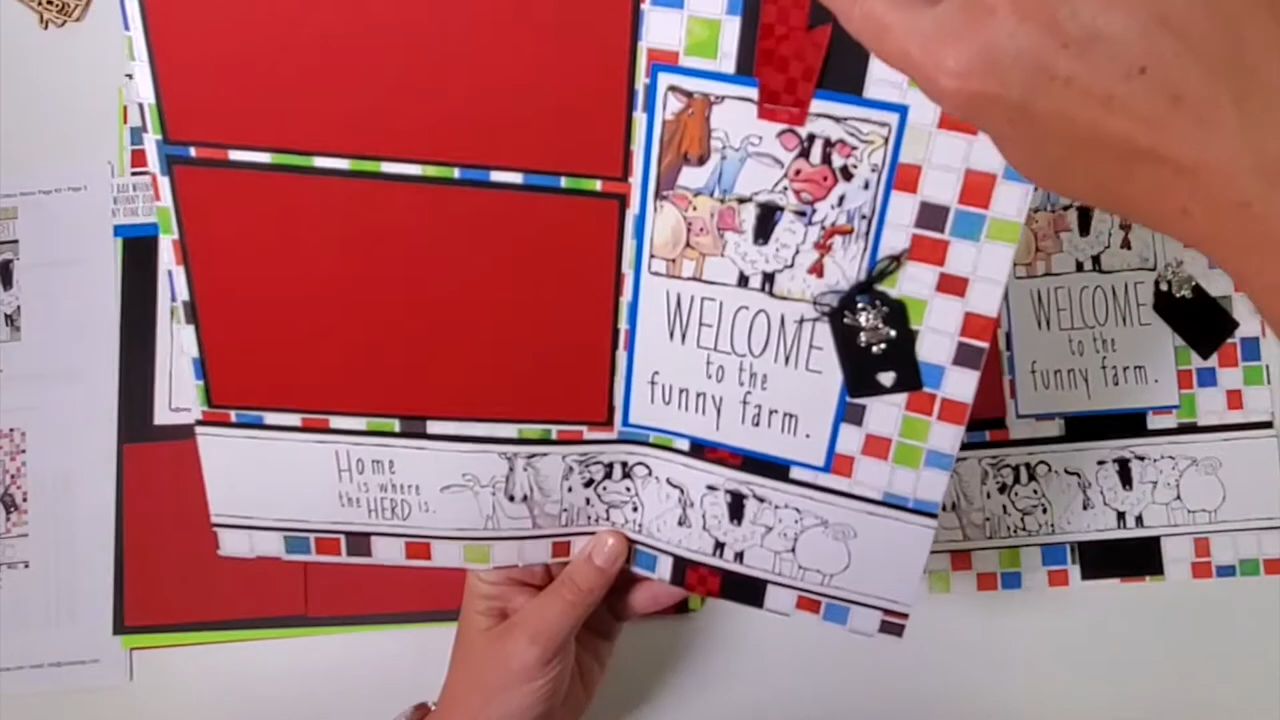 WELCOME
to the
funny farm.
Home
is where
the HERD is.
WELCOME
to the
funny farm.